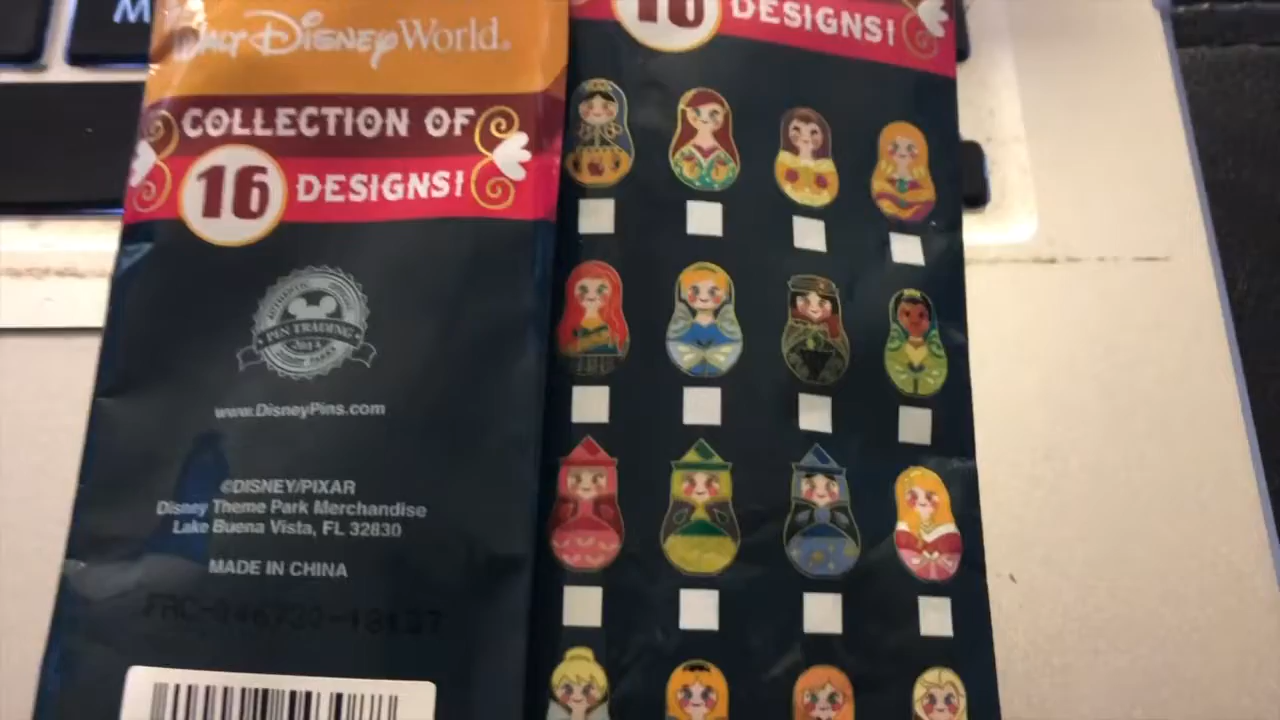 M
Walt Disney World®
COLLECTION OF
16 DESIGNS!
AUTHENTIC
PIN TRADING
www.DisneyPins.com
©DISNEY/PIXAR
Disney Theme Park Merchandise
Lake Buena Vista, FL 32830
MADE IN CHINA
16 DESIGNS!